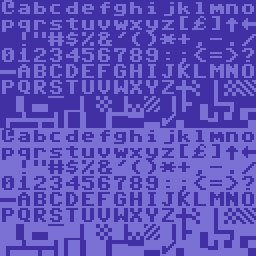 @abcdefghijklmno
pqrstuvwxyz[£]↑←
!"#$%&'()*+,-./
0123456789:;<=>?
─ABCDEFGHIJKLMNO
PQRSTUVWXYZ
@abcdefghijklmno
pqrstuvwxyz[£]↑←
!"#$%&'()*+,-./
0123456789:;<=>?
─ABCDEFGHIJKLMNO
PQRSTUVWXYZ